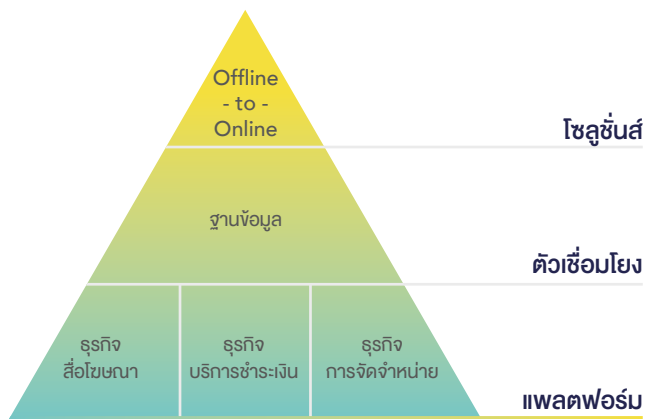 Offline
- to -
Online
โซลูชั่นส์
ฐานข้อมูล
ตัวเชื่อมโยง
ธุรกิจ
สื่อโฆษณา
ธุรกิจ
บริการชำระเงิน
ธุรกิจ
การจัดจำหน่าย
แพลตฟอร์ม